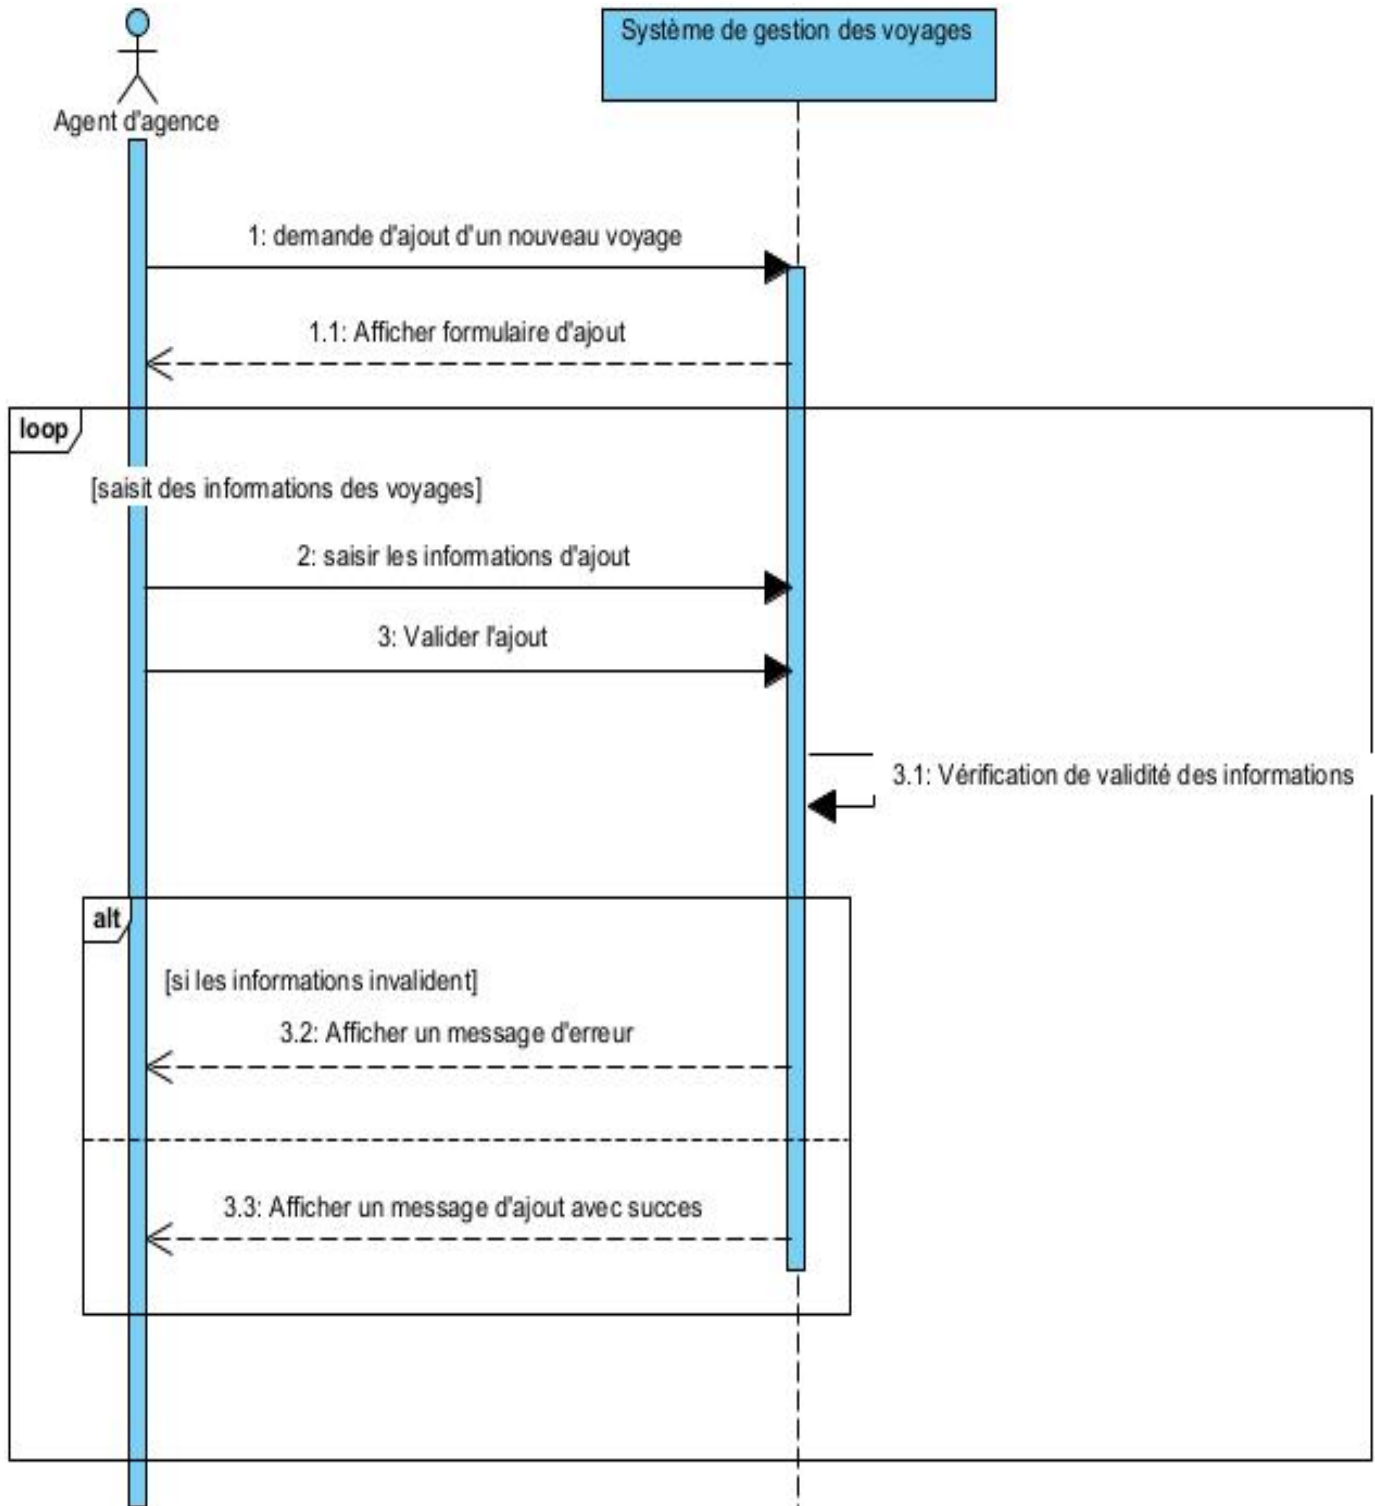 Système de gestion des voyages
Agent d'agence
1: demande d'ajout d'un nouveau voyage
1.1: Afficher formulaire d'ajout
loop
[saisit des informations des voyages]
2: saisir les informations d'ajout
3: Valider l'ajout
3.1: Vérification de validité des informations
alt
[si les informations invalident]
3.2: Afficher un message d'erreur
3.3: Afficher un message d'ajout avec succes